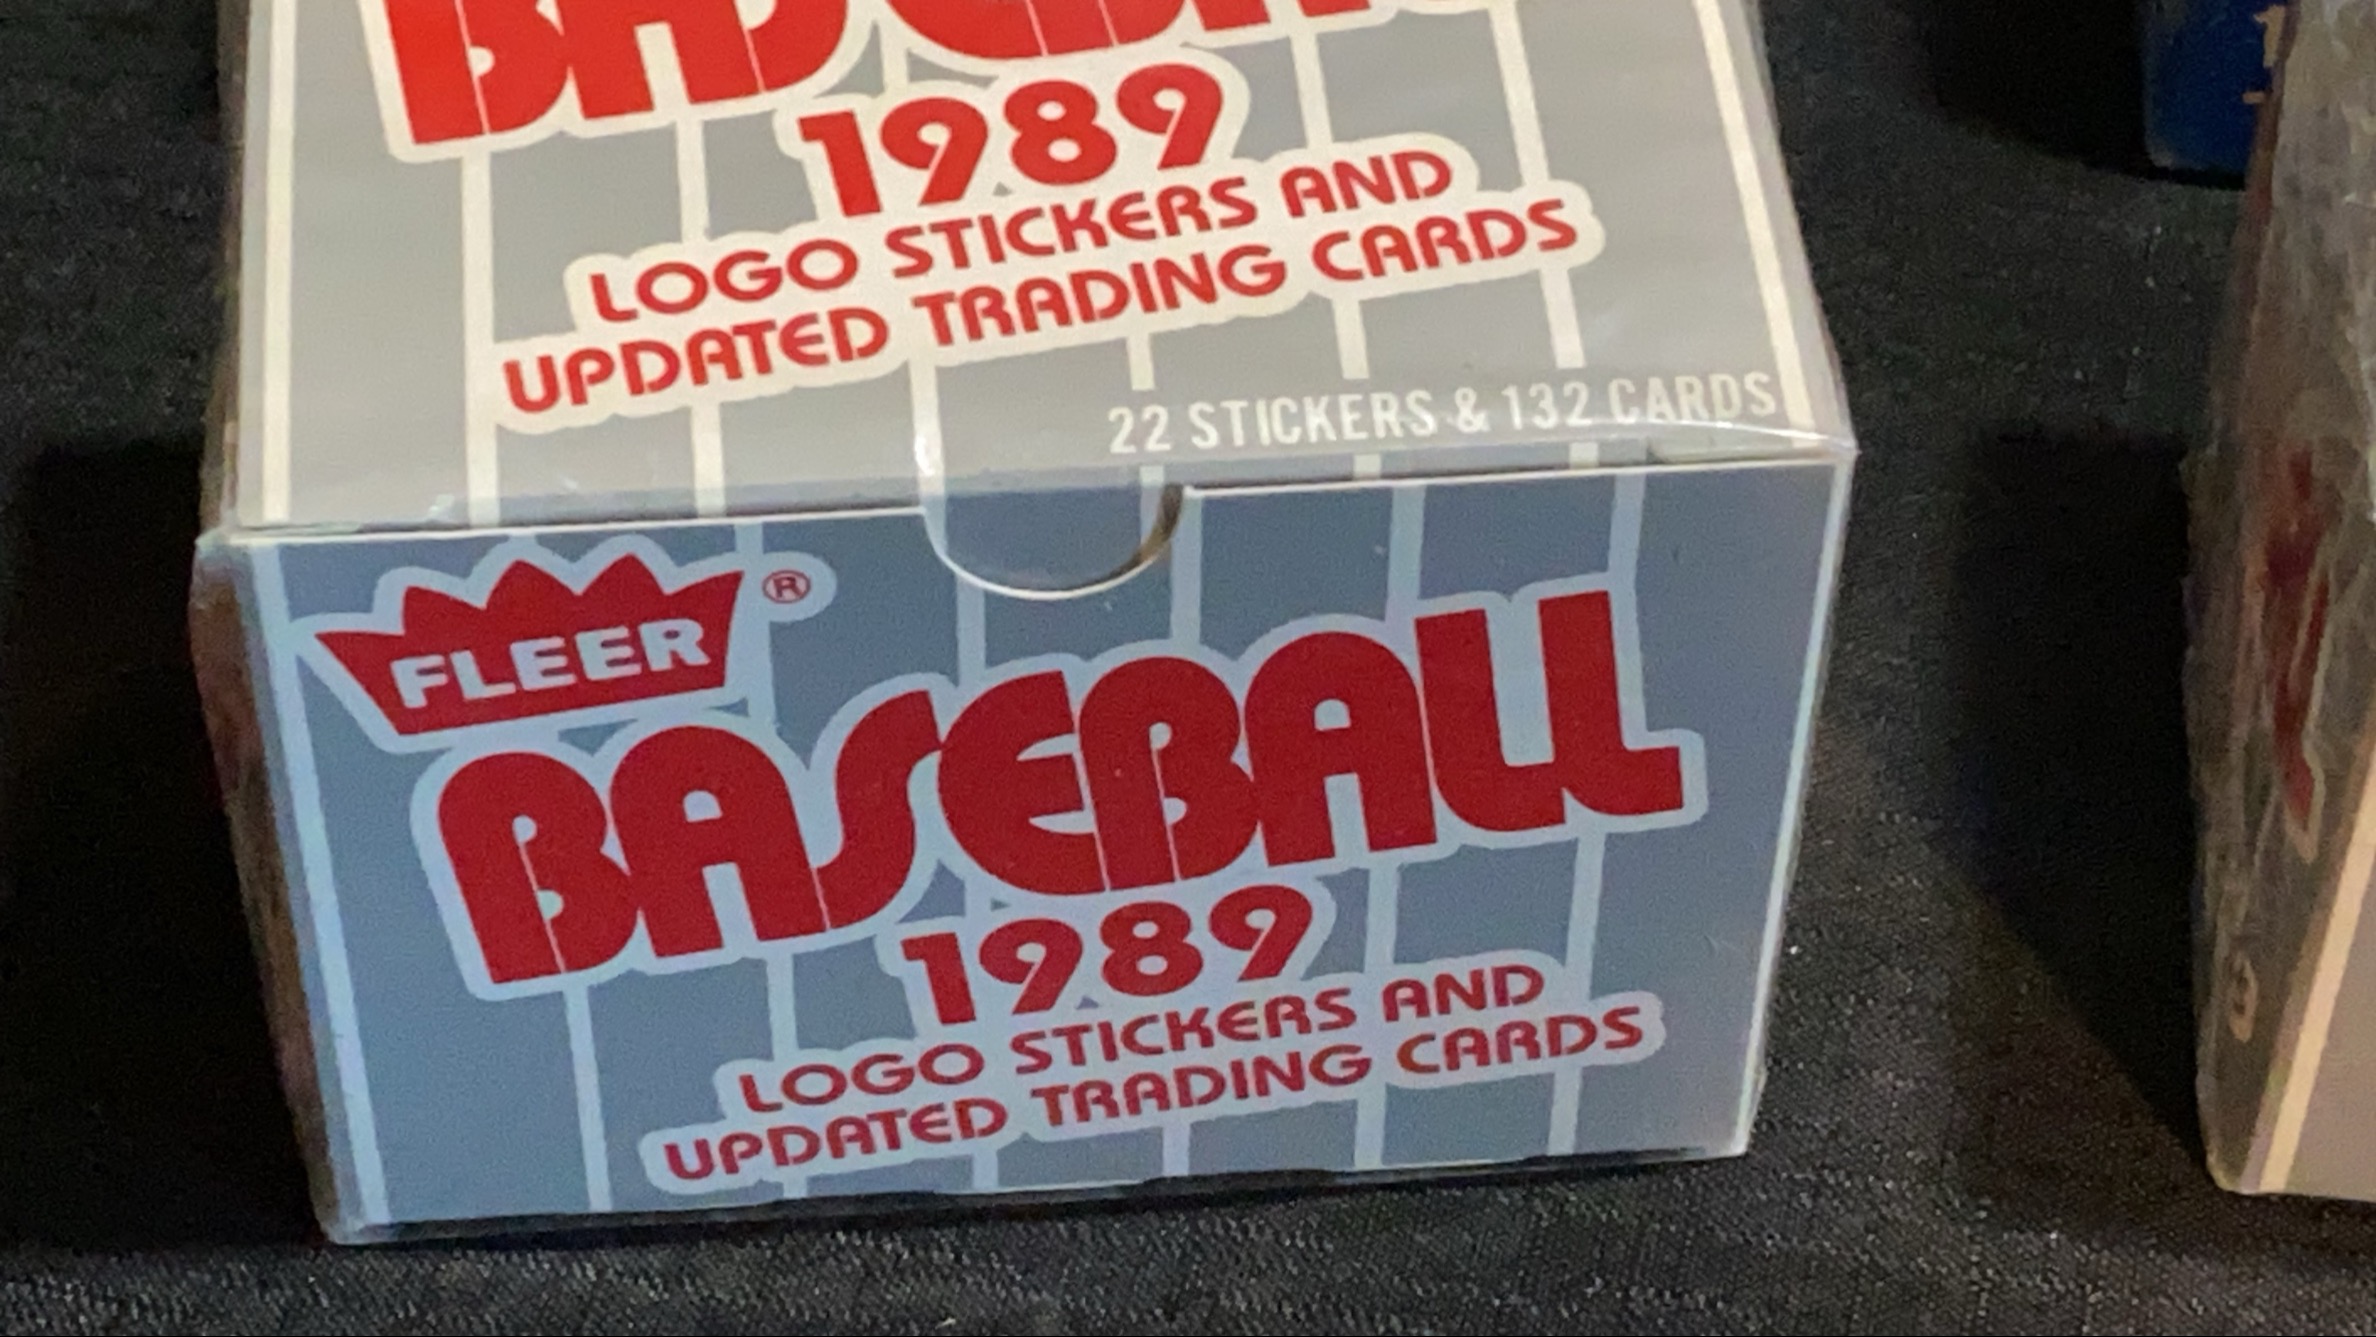 BASEBALL
1989
LOGO STICKERS AND
UPDATED TRADING CARDS
22 STICKERS & 132 CARDS
FLEER®
BASEBALL
1989
LOGO STICKERS AND
UPDATED TRADING CARDS